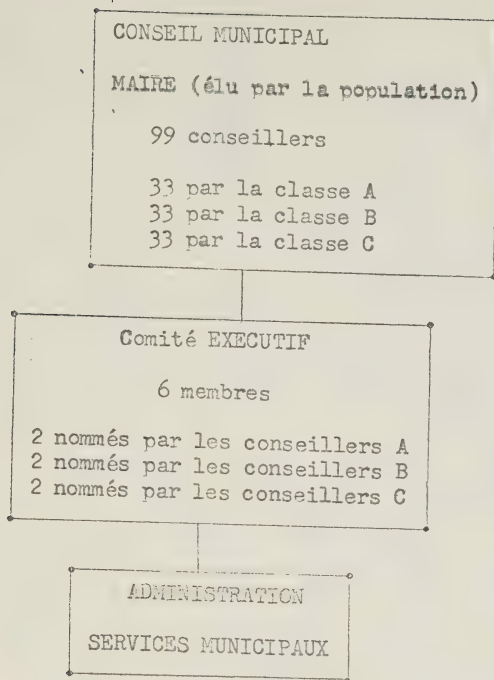 CONSEIL MUNICIPAL
MAIRE (élu par la population)
99 conseillers
33 par la classe A
33 par la classe B
33 par la classe C
Comité EXECUTIF
6 membres
2 nommés par les conseillers A
2 nommés par les conseillers B
2 nommés par les conseillers C
ADMINISTRATION
SERVICES MUNICIPAUX